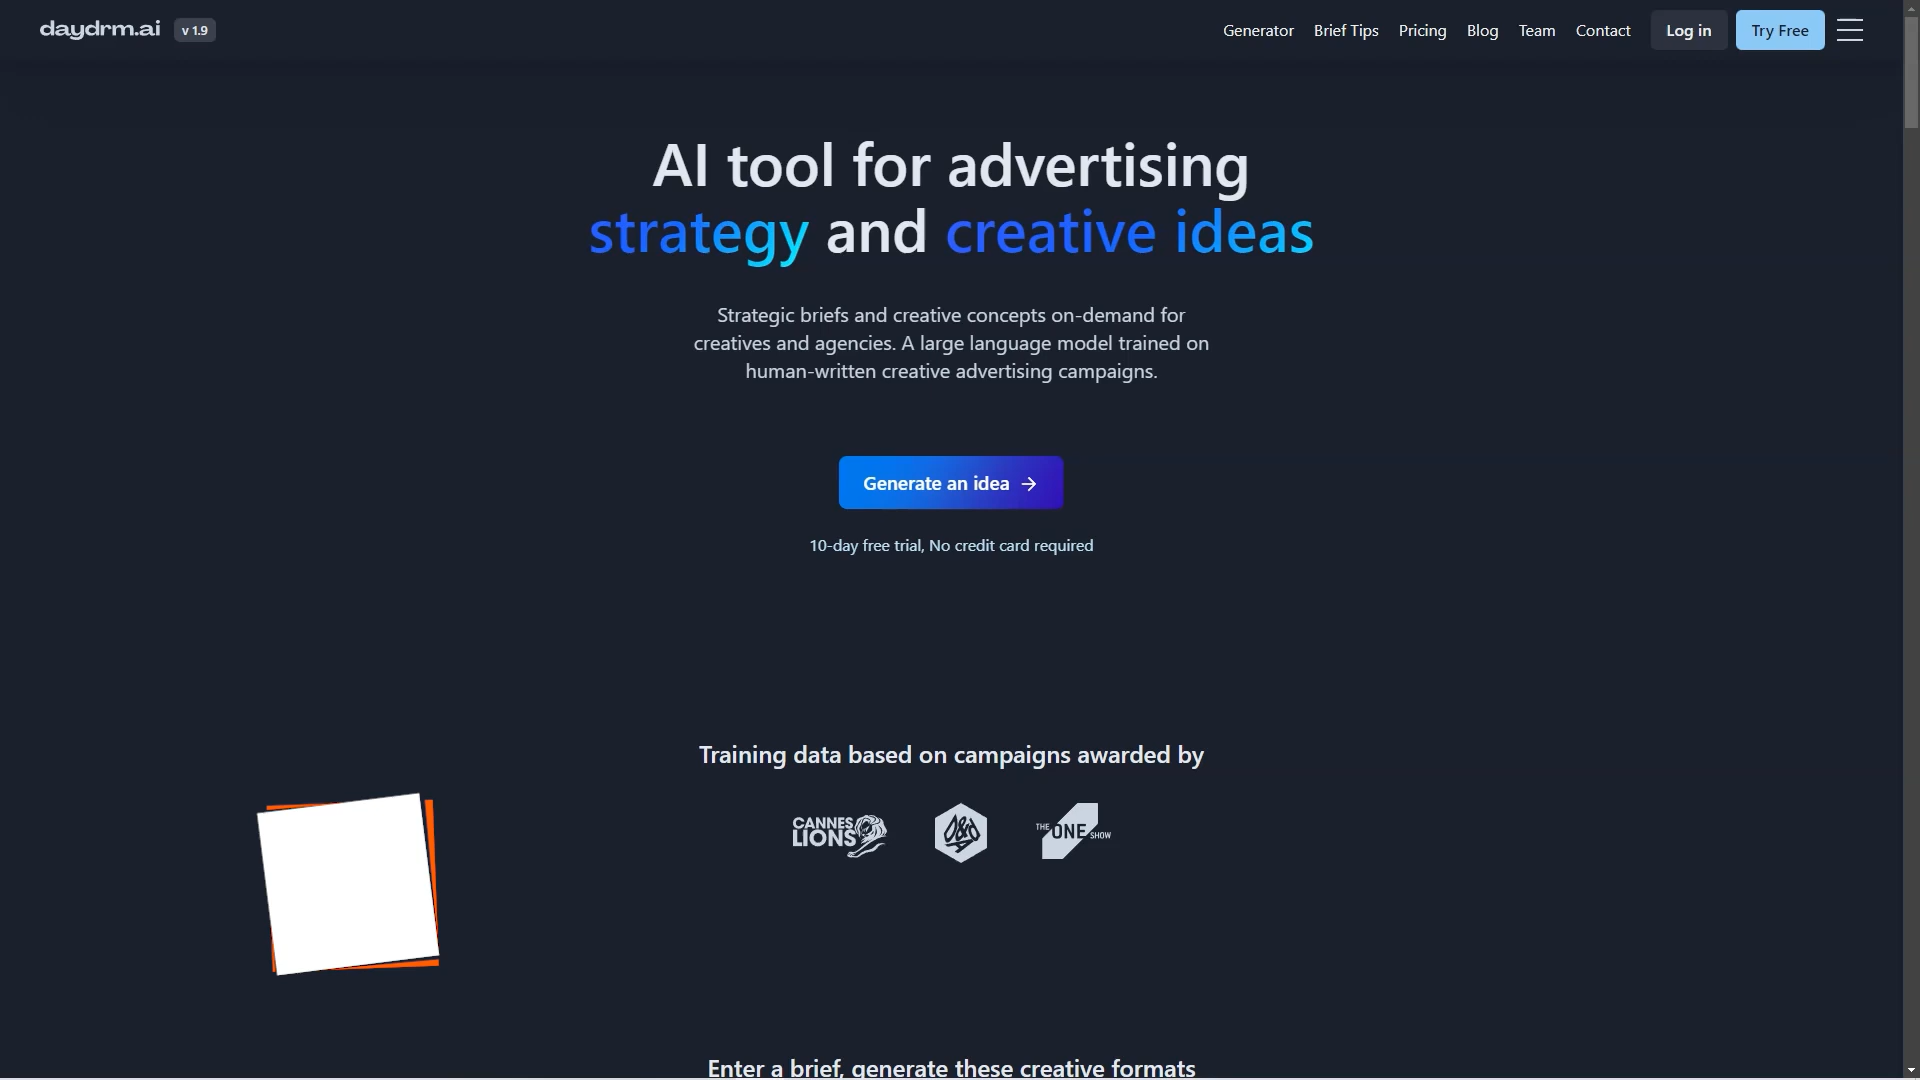 daydrm.ai v 1.9
Generator Brief Tips Pricing Blog Team Contact Log in Try Free
AI tool for advertising
strategy and creative ideas
Strategic briefs and creative concepts on-demand for
creatives and agencies. A large language model trained on
human-written creative advertising campaigns.
Generate an idea →
10-day free trial, No credit card required
Training data based on campaigns awarded by
CANNES
LIONS
D&AD
THE ONE SHOW
Enter a brief, generate these creative formats